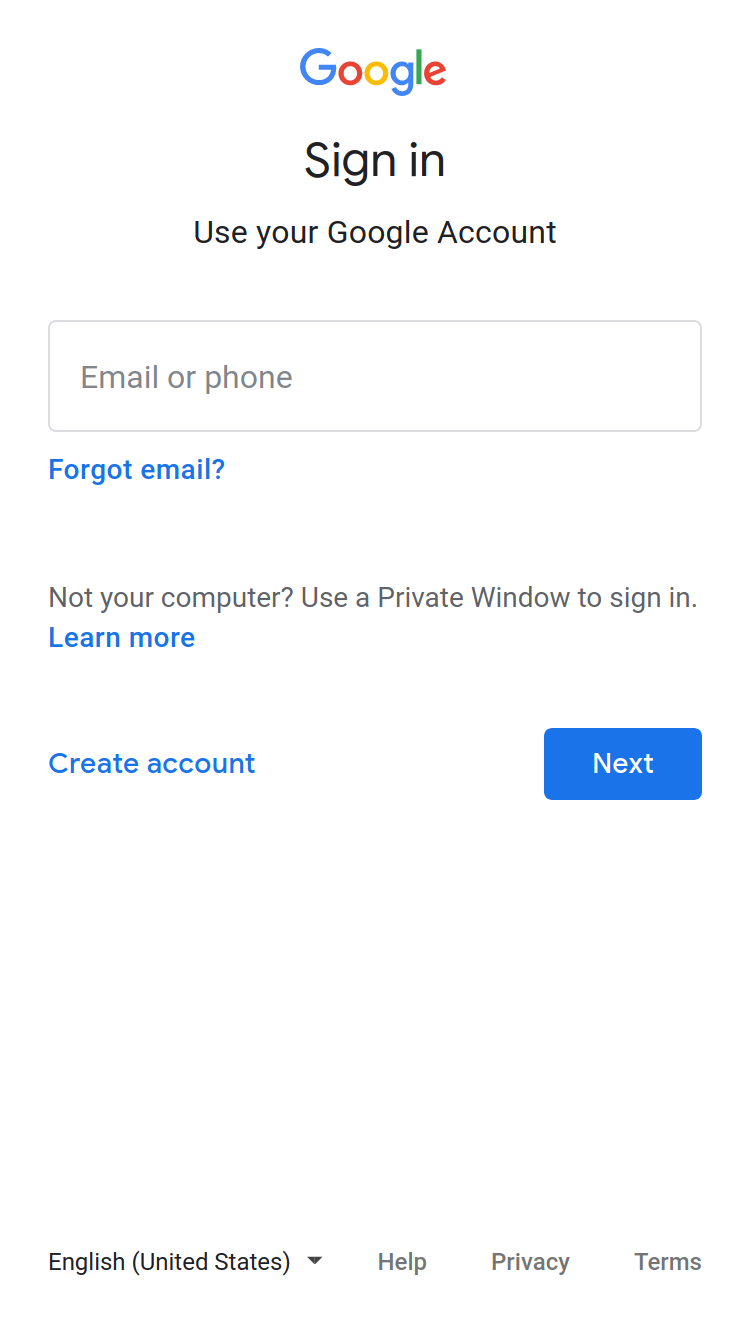 Google
Sign in
Use your Google Account
Email or phone
Forgot email?
Not your computer? Use a Private Window to sign in.
Learn more
Create account
Next
English (United States)
Help
Privacy
Terms